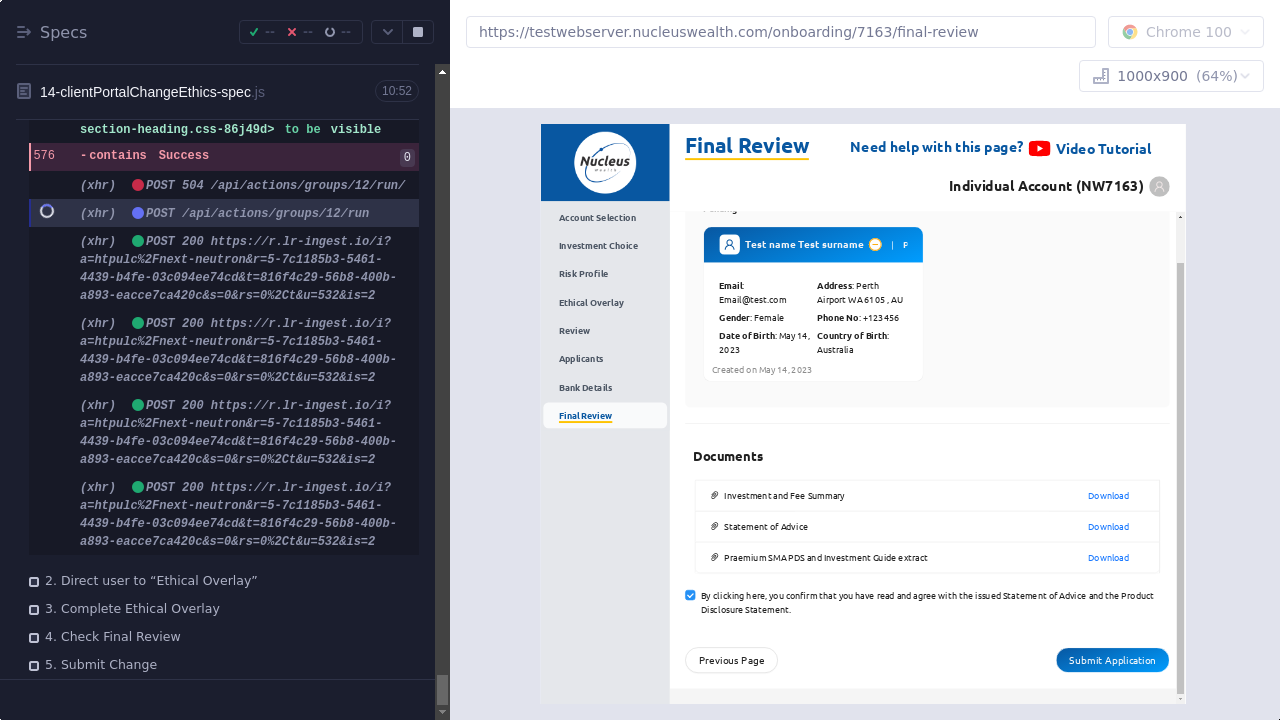 Specs
--
--
--
https://testwebserver.nucleuswealth.com/onboarding/7163/final-review
Chrome 100
1000x900 (64%)
14-clientPortalChangeEthics-spec.js
10:52
section-heading.css-86j49d> to be visible
576 -contains Success 0
(xhr) POST 504 /api/actions/groups/12/run/
(xhr) POST /api/actions/groups/12/run
(xhr) POST 200 https://r.lr-ingest.io/i?
a=htpulc%2Fnext-neutron&r=5-7c1185b3-5461-
4439-b4fe-03c094ee74cd&t=816f4c29-56b8-400b-
a893-eacce7ca420c&s=0&rs=0%2Ct&u=532&is=2
(xhr) POST 200 https://r.lr-ingest.io/i?
a=htpulc%2Fnext-neutron&r=5-7c1185b3-5461-
4439-b4fe-03c094ee74cd&t=816f4c29-56b8-400b-
a893-eacce7ca420c&s=0&rs=0%2Ct&u=532&is=2
(xhr) POST 200 https://r.lr-ingest.io/i?
a=htpulc%2Fnext-neutron&r=5-7c1185b3-5461-
4439-b4fe-03c094ee74cd&t=816f4c29-56b8-400b-
a893-eacce7ca420c&s=0&rs=0%2Ct&u=532&is=2
(xhr) POST 200 https://r.lr-ingest.io/i?
a=htpulc%2Fnext-neutron&r=5-7c1185b3-5461-
4439-b4fe-03c094ee74cd&t=816f4c29-56b8-400b-
a893-eacce7ca420c&s=0&rs=0%2Ct&u=532&is=2
2. Direct user to “Ethical Overlay”
3. Complete Ethical Overlay
4. Check Final Review
5. Submit Change
Nucleus
Wealth
Account Selection
Investment Choice
Risk Profile
Ethical Overlay
Review
Applicants
Bank Details
Final Review
Final Review
Need help with this page? Video Tutorial
Individual Account (NW7163)
Test name Test surname | P
Email:
Email@test.com
Gender: Female
Date of Birth: May 14,
2023
Address: Perth
Airport WA 6105 , AU
Phone No: +123456
Country of Birth:
Australia
Created on May 14, 2023
Documents
Investment and Fee Summary Download
Statement of Advice Download
Praemium SMA PDS and Investment Guide extract Download
By clicking here, you confirm that you have read and agree with the issued Statement of Advice and the Product
Disclosure Statement.
Previous Page
Submit Application